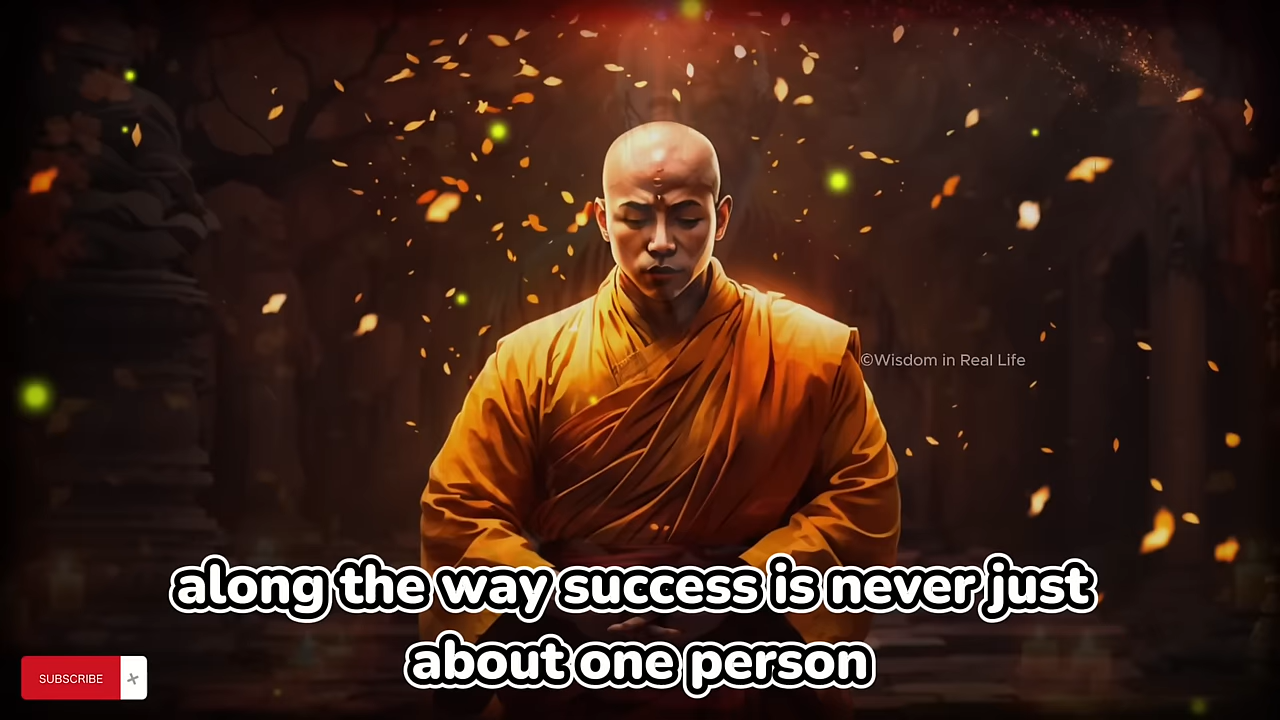 ©Wisdom in Real Life
along the way success is never just
about one person
SUBSCRIBE